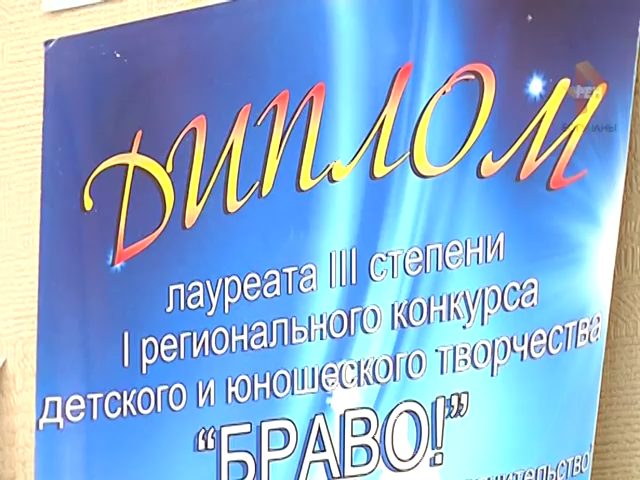 ДИПЛОМ
лауреата III степени
I регионального конкурса
детского и юношеского творчества
"БРАВО!"